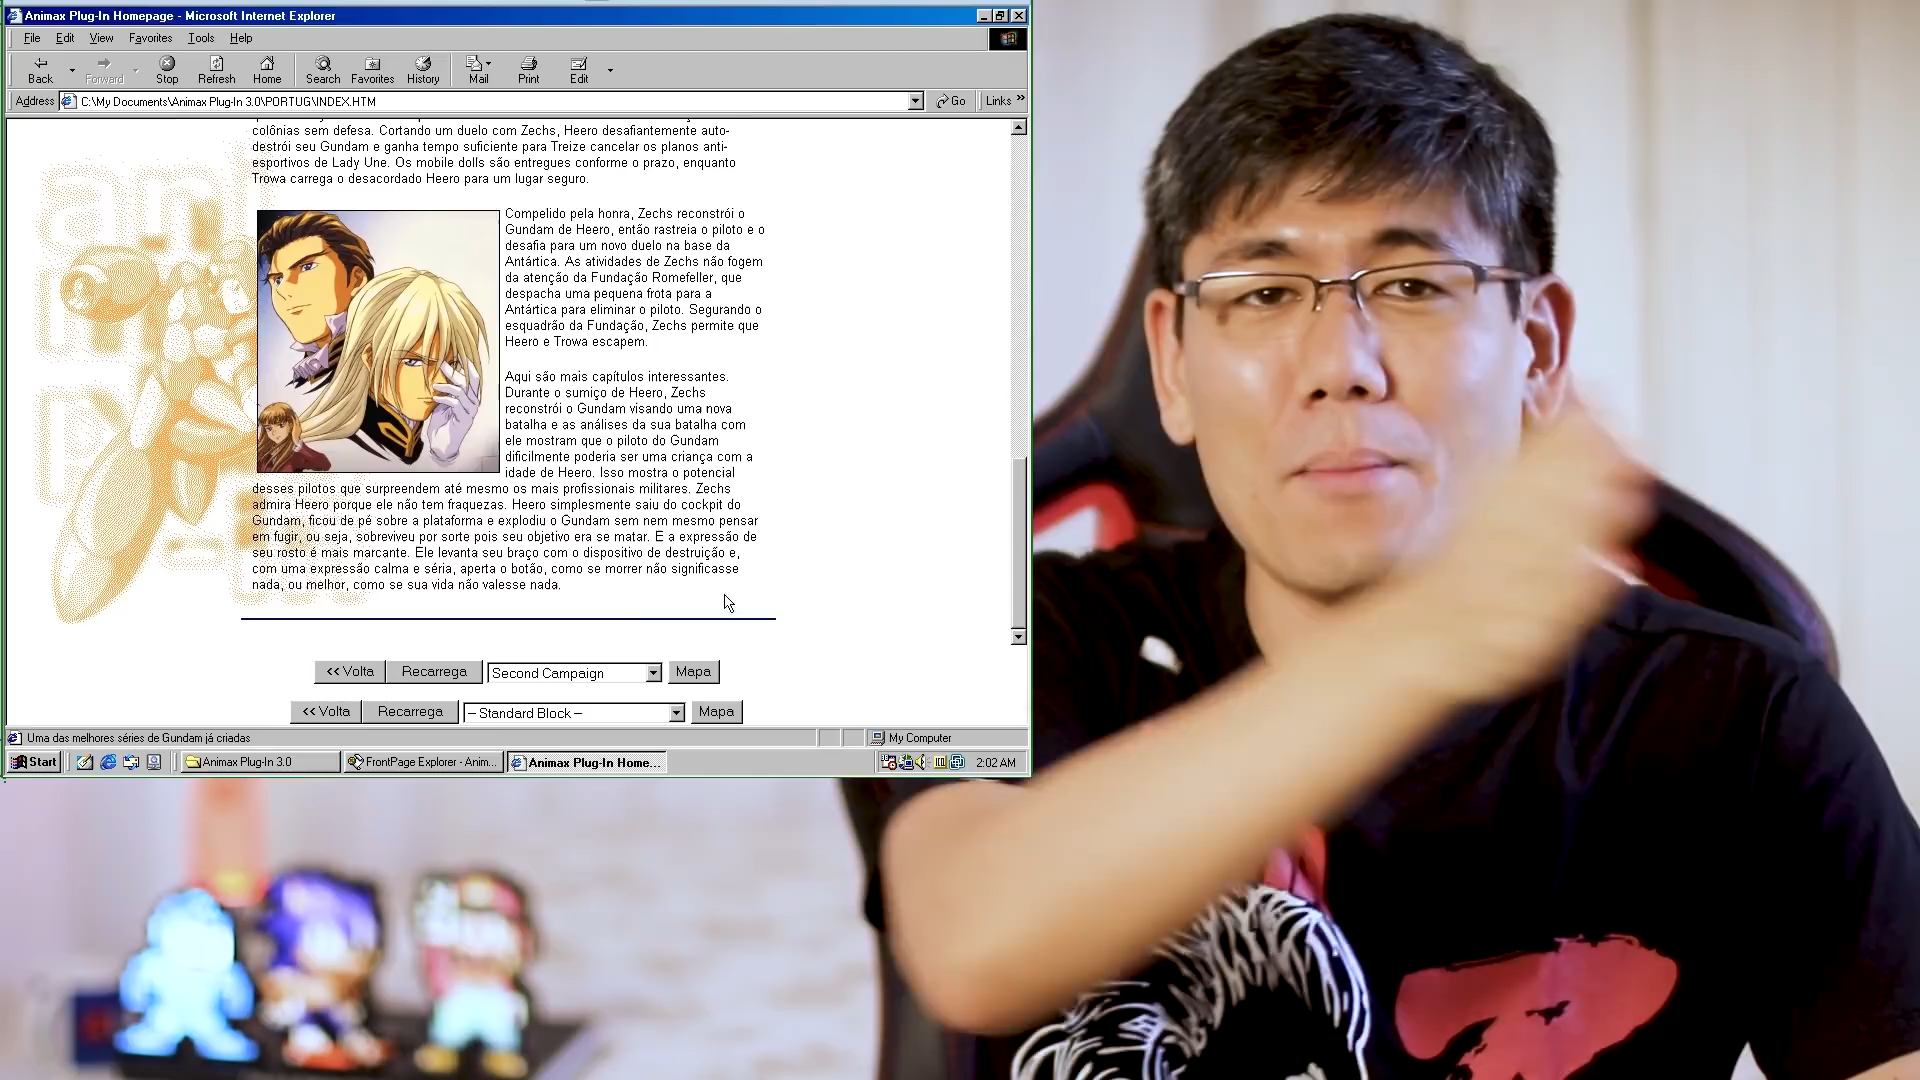 Animax Plug-In Homepage - Microsoft Internet Explorer
File Edit View Favorites Tools Help
Back Forward Stop Refresh Home Search Favorites History Mail Print Edit
Address C:\My Documents\Animax Plug-In 3.0\PORTUG\INDEX.HTM Go Links »
colônias sem defesa. Cortando um duelo com Zechs, Heero desafiantemente auto-
destrói seu Gundam e ganha tempo suficiente para Treize cancelar os planos anti-
esportivos de Lady Une. Os mobile dolls são entregues conforme o prazo, enquanto
Trowa carrega o desacordado Heero para um lugar seguro.
Compelido pela honra, Zechs reconstrói o
Gundam de Heero, então rastreia o piloto e o
desafia para um novo duelo na base da
Antártica. As atividades de Zechs não fogem
da atenção da Fundação Romefeller, que
despacha uma pequena frota para a
Antártica para eliminar o piloto. Segurando o
esquadrão da Fundação, Zechs permite que
Heero e Trowa escapem.
Aqui são mais capítulos interessantes.
Durante o sumiço de Heero, Zechs
reconstrói o Gundam visando uma nova
batalha e as análises da sua batalha com
ele mostram que o piloto do Gundam
dificilmente poderia ser uma criança com a
idade de Heero. Isso mostra o potencial
desses pilotos que surpreendem até mesmo os mais profissionais militares. Zechs
admira Heero porque ele não tem fraquezas. Heero simplesmente saiu do cockpit do
Gundam, ficou de pé sobre a plataforma e explodiu o Gundam sem nem mesmo pensar
em fugir, ou seja, sobreviveu por sorte pois seu objetivo era se matar. E a expressão de
seu rosto é mais marcante. Ele levanta seu braço com o dispositivo de destruição e,
com uma expressão calma e séria, aperta o botão, como se morrer não significasse
nada, ou melhor, como se sua vida não valesse nada.
<< Volta Recarrega Second Campaign Mapa
<< Volta Recarrega -- Standard Block -- Mapa
Uma das melhores séries de Gundam já criadas My Computer
Start Animax Plug-In 3.0 FrontPage Explorer - Anim... Animax Plug-In Home... 2:02 AM